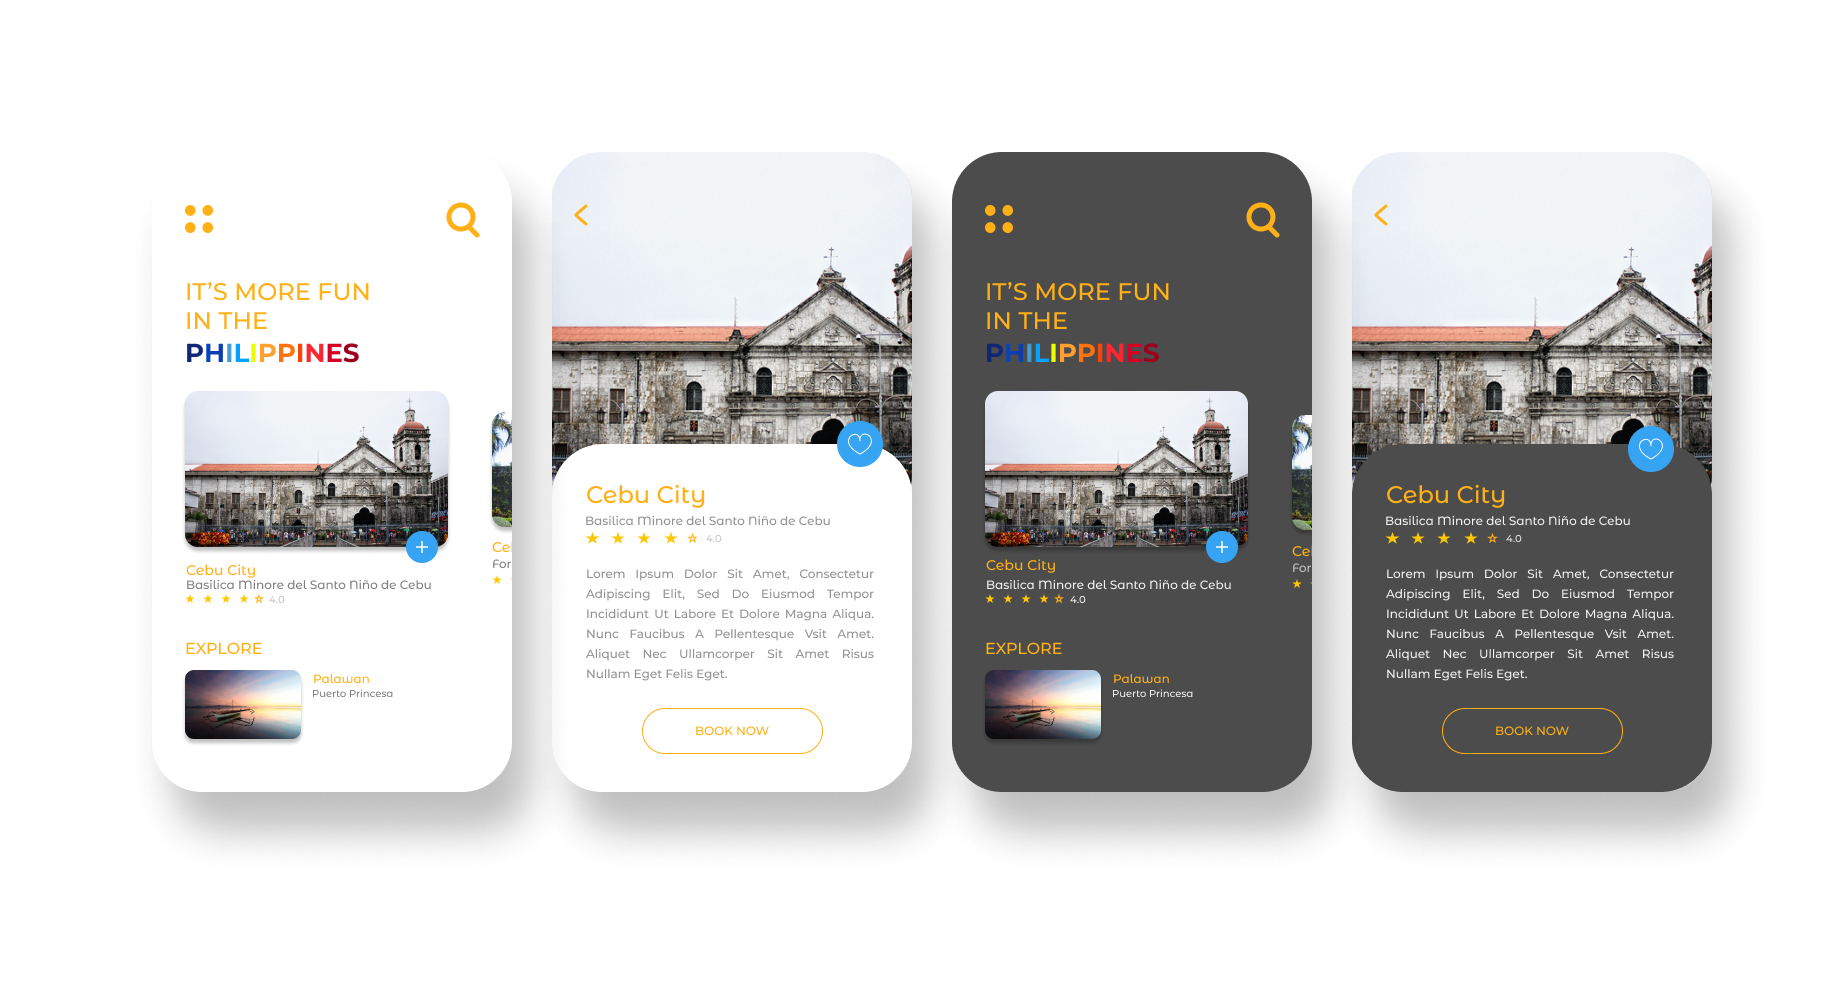 IT'S MORE FUN
IN THE
PHILIPPINES
Cebu City
Basilica Minore del Santo Niño de Cebu
4.0
Ce
For
EXPLORE
Palawan
Puerto Princesa
Cebu City
Basilica Minore del Santo Niño de Cebu
4.0
Lorem Ipsum Dolor Sit Amet, Consectetur
Adipiscing Elit, Sed Do Eiusmod Tempor
Incididunt Ut Labore Et Dolore Magna Aliqua.
Nunc Faucibus A Pellentesque Vsit Amet.
Aliquet Nec Ullamcorper Sit Amet Risus
Nullam Eget Felis Eget.
BOOK NOW
IT'S MORE FUN
IN THE
PHILIPPINES
Cebu City
Basilica Minore del Santo Niño de Cebu
4.0
Ce
For
EXPLORE
Palawan
Puerto Princesa
Cebu City
Basilica Minore del Santo Niño de Cebu
4.0
Lorem Ipsum Dolor Sit Amet, Consectetur
Adipiscing Elit, Sed Do Eiusmod Tempor
Incididunt Ut Labore Et Dolore Magna Aliqua.
Nunc Faucibus A Pellentesque Vsit Amet.
Aliquet Nec Ullamcorper Sit Amet Risus
Nullam Eget Felis Eget.
BOOK NOW